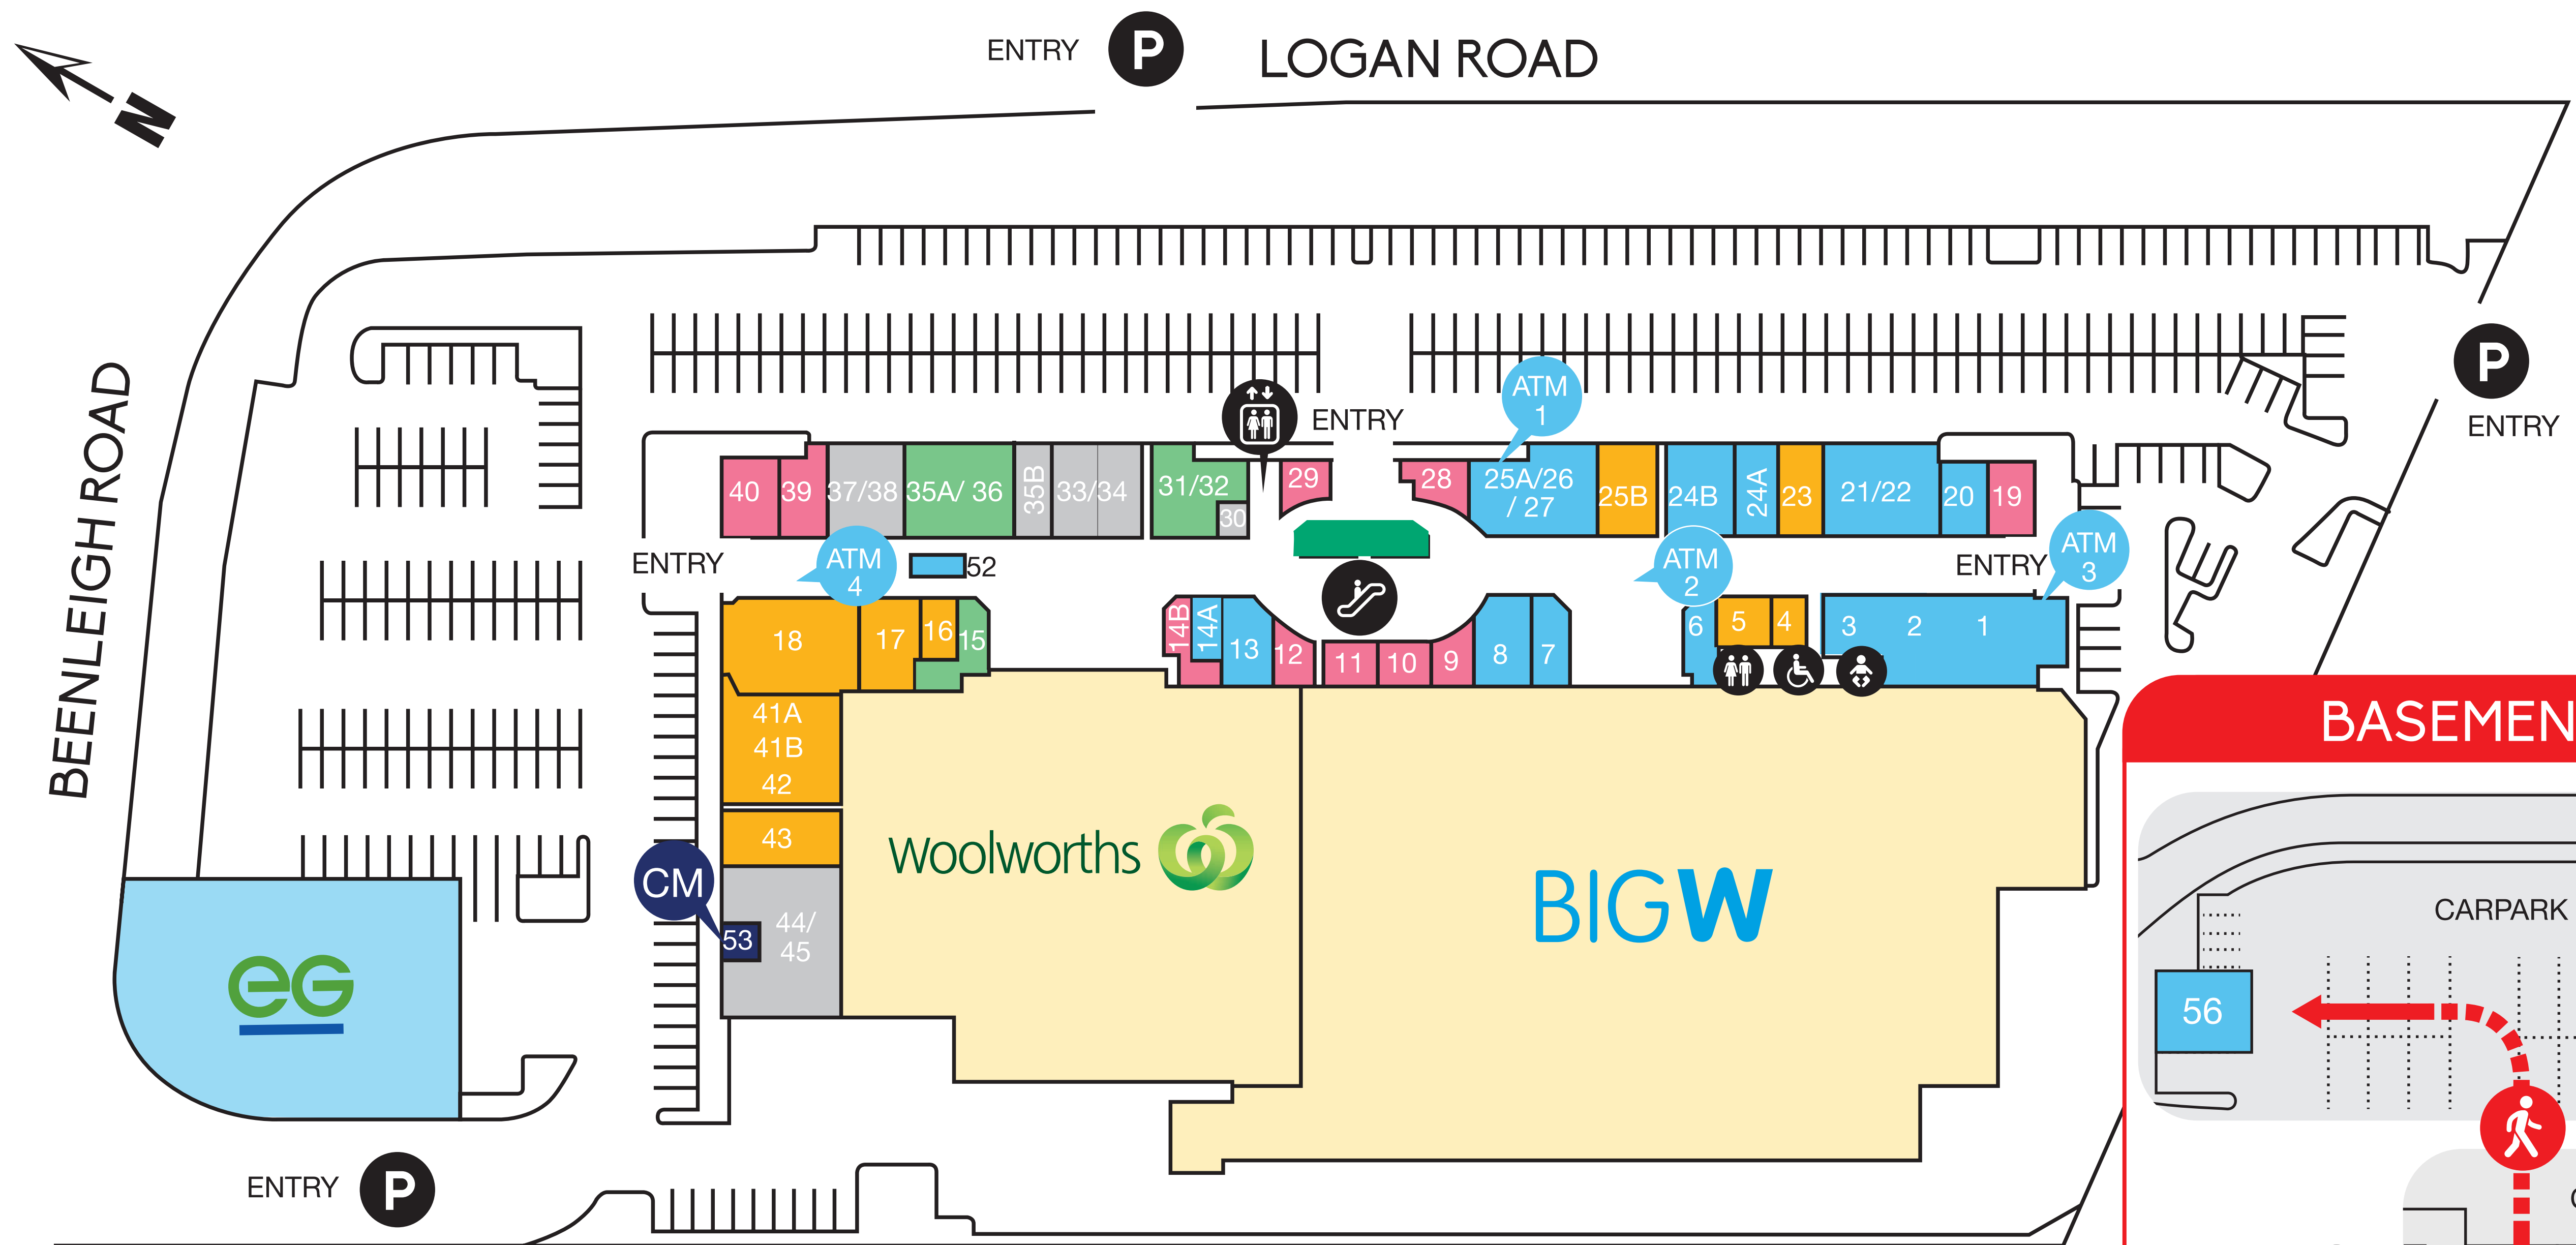 ENTRY P LOGAN ROAD
N
BEENLEIGH ROAD
P
ENTRY
ATM
1
ENTRY
40 39 37/38 35A/ 36 35B 33/34 31/32 30 29 28 25A/26
/ 27 25B 24B 24A 23 21/22 20 19
ENTRY
ATM
4
52
ATM
2
ENTRY
ATM
3
18 17 16 15 14B 14A 13 12 11 10 9 8 7 6 5 4 3 2 1
41A
41B
42
43
CM
53
44/
45
Woolworths
BIGW
eG
ENTRY P
BASEMEN
CARPARK
56